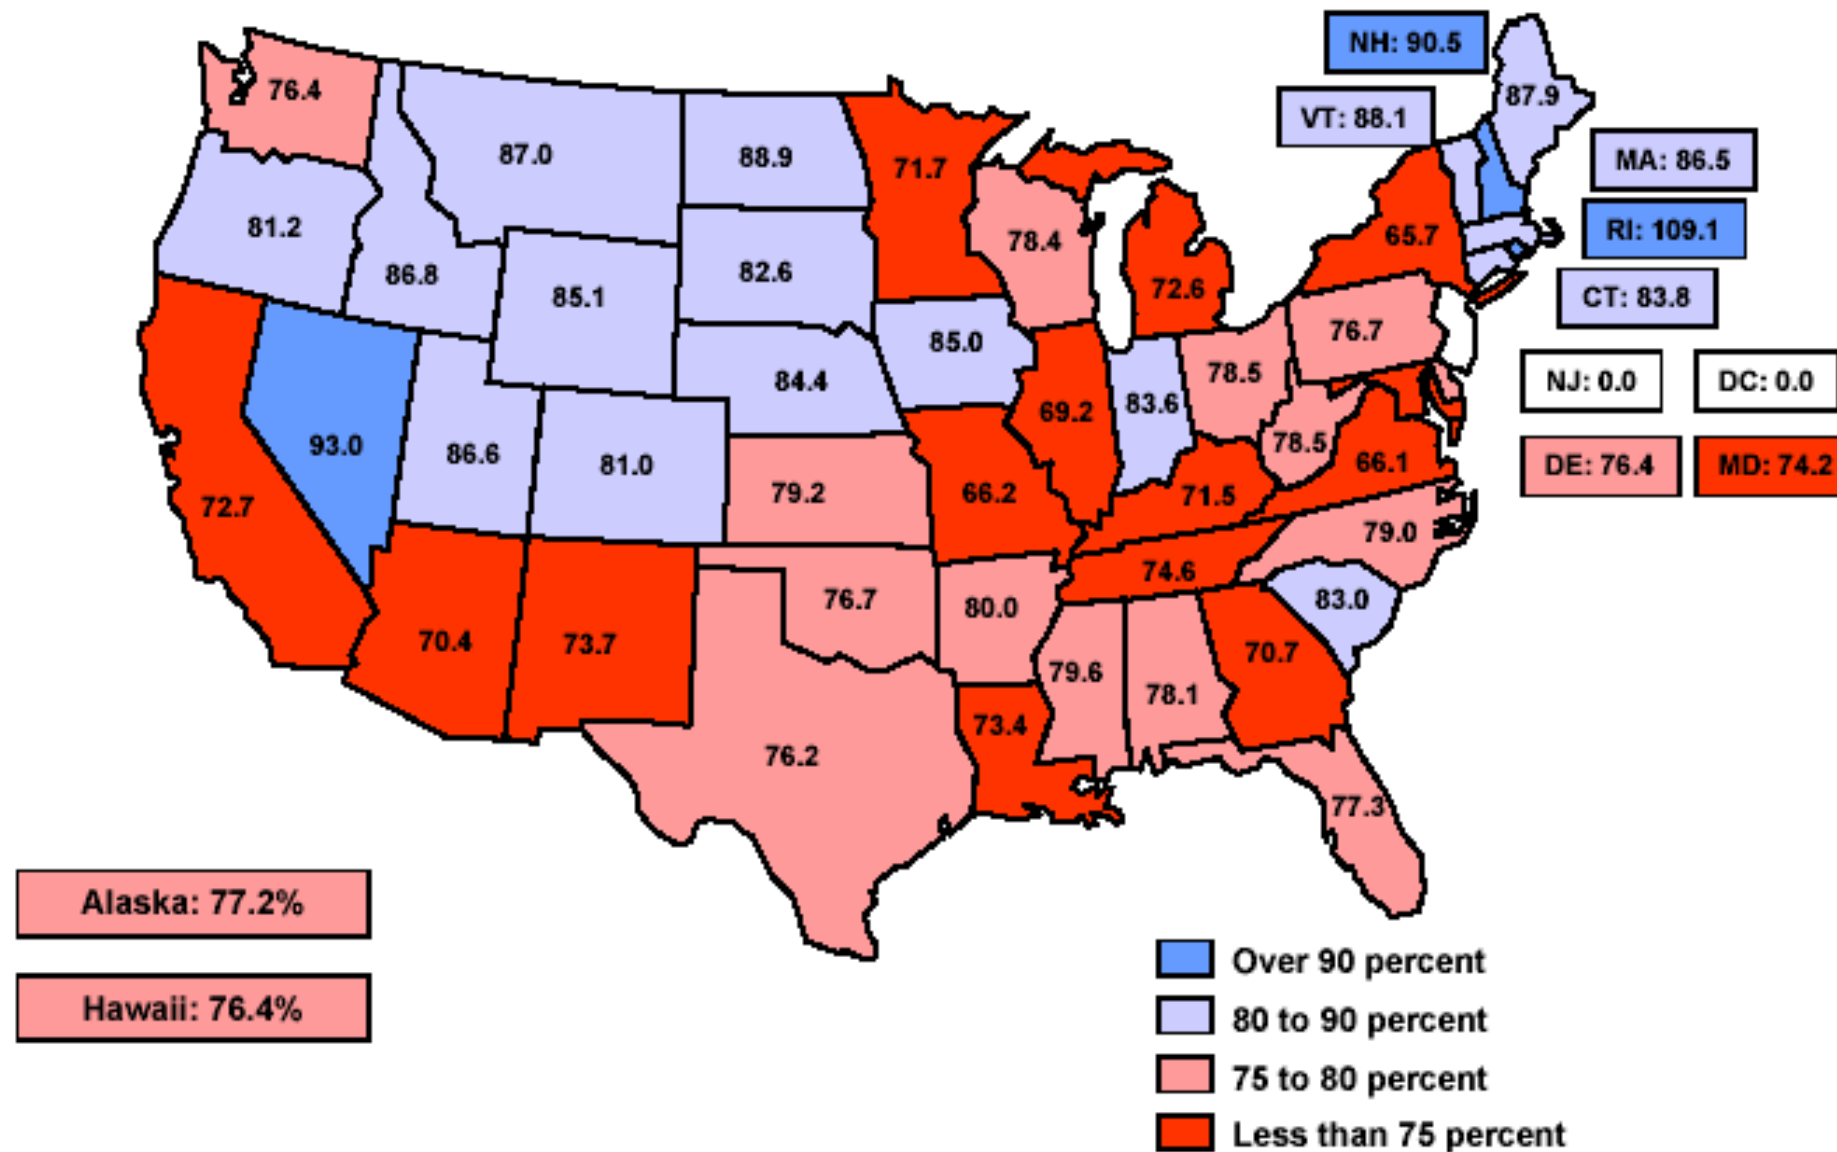 NH: 90.5
76.4
87.9
VT: 88.1
87.0
88.9
71.7
MA: 86.5
81.2
78.4
65.7
RI: 109.1
86.8
85.1
82.6
72.6
CT: 83.8
76.7
85.0
84.4
78.5
NJ: 0.0
DC: 0.0
69.2
83.6
93.0
86.6
81.0
78.5
66.1
DE: 76.4
MD: 74.2
72.7
79.2
66.2
71.5
79.0
74.6
76.7
80.0
83.0
70.4
73.7
79.6
78.1
70.7
73.4
76.2
77.3
Alaska: 77.2%
Hawaii: 76.4%
Over 90 percent
80 to 90 percent
75 to 80 percent
Less than 75 percent